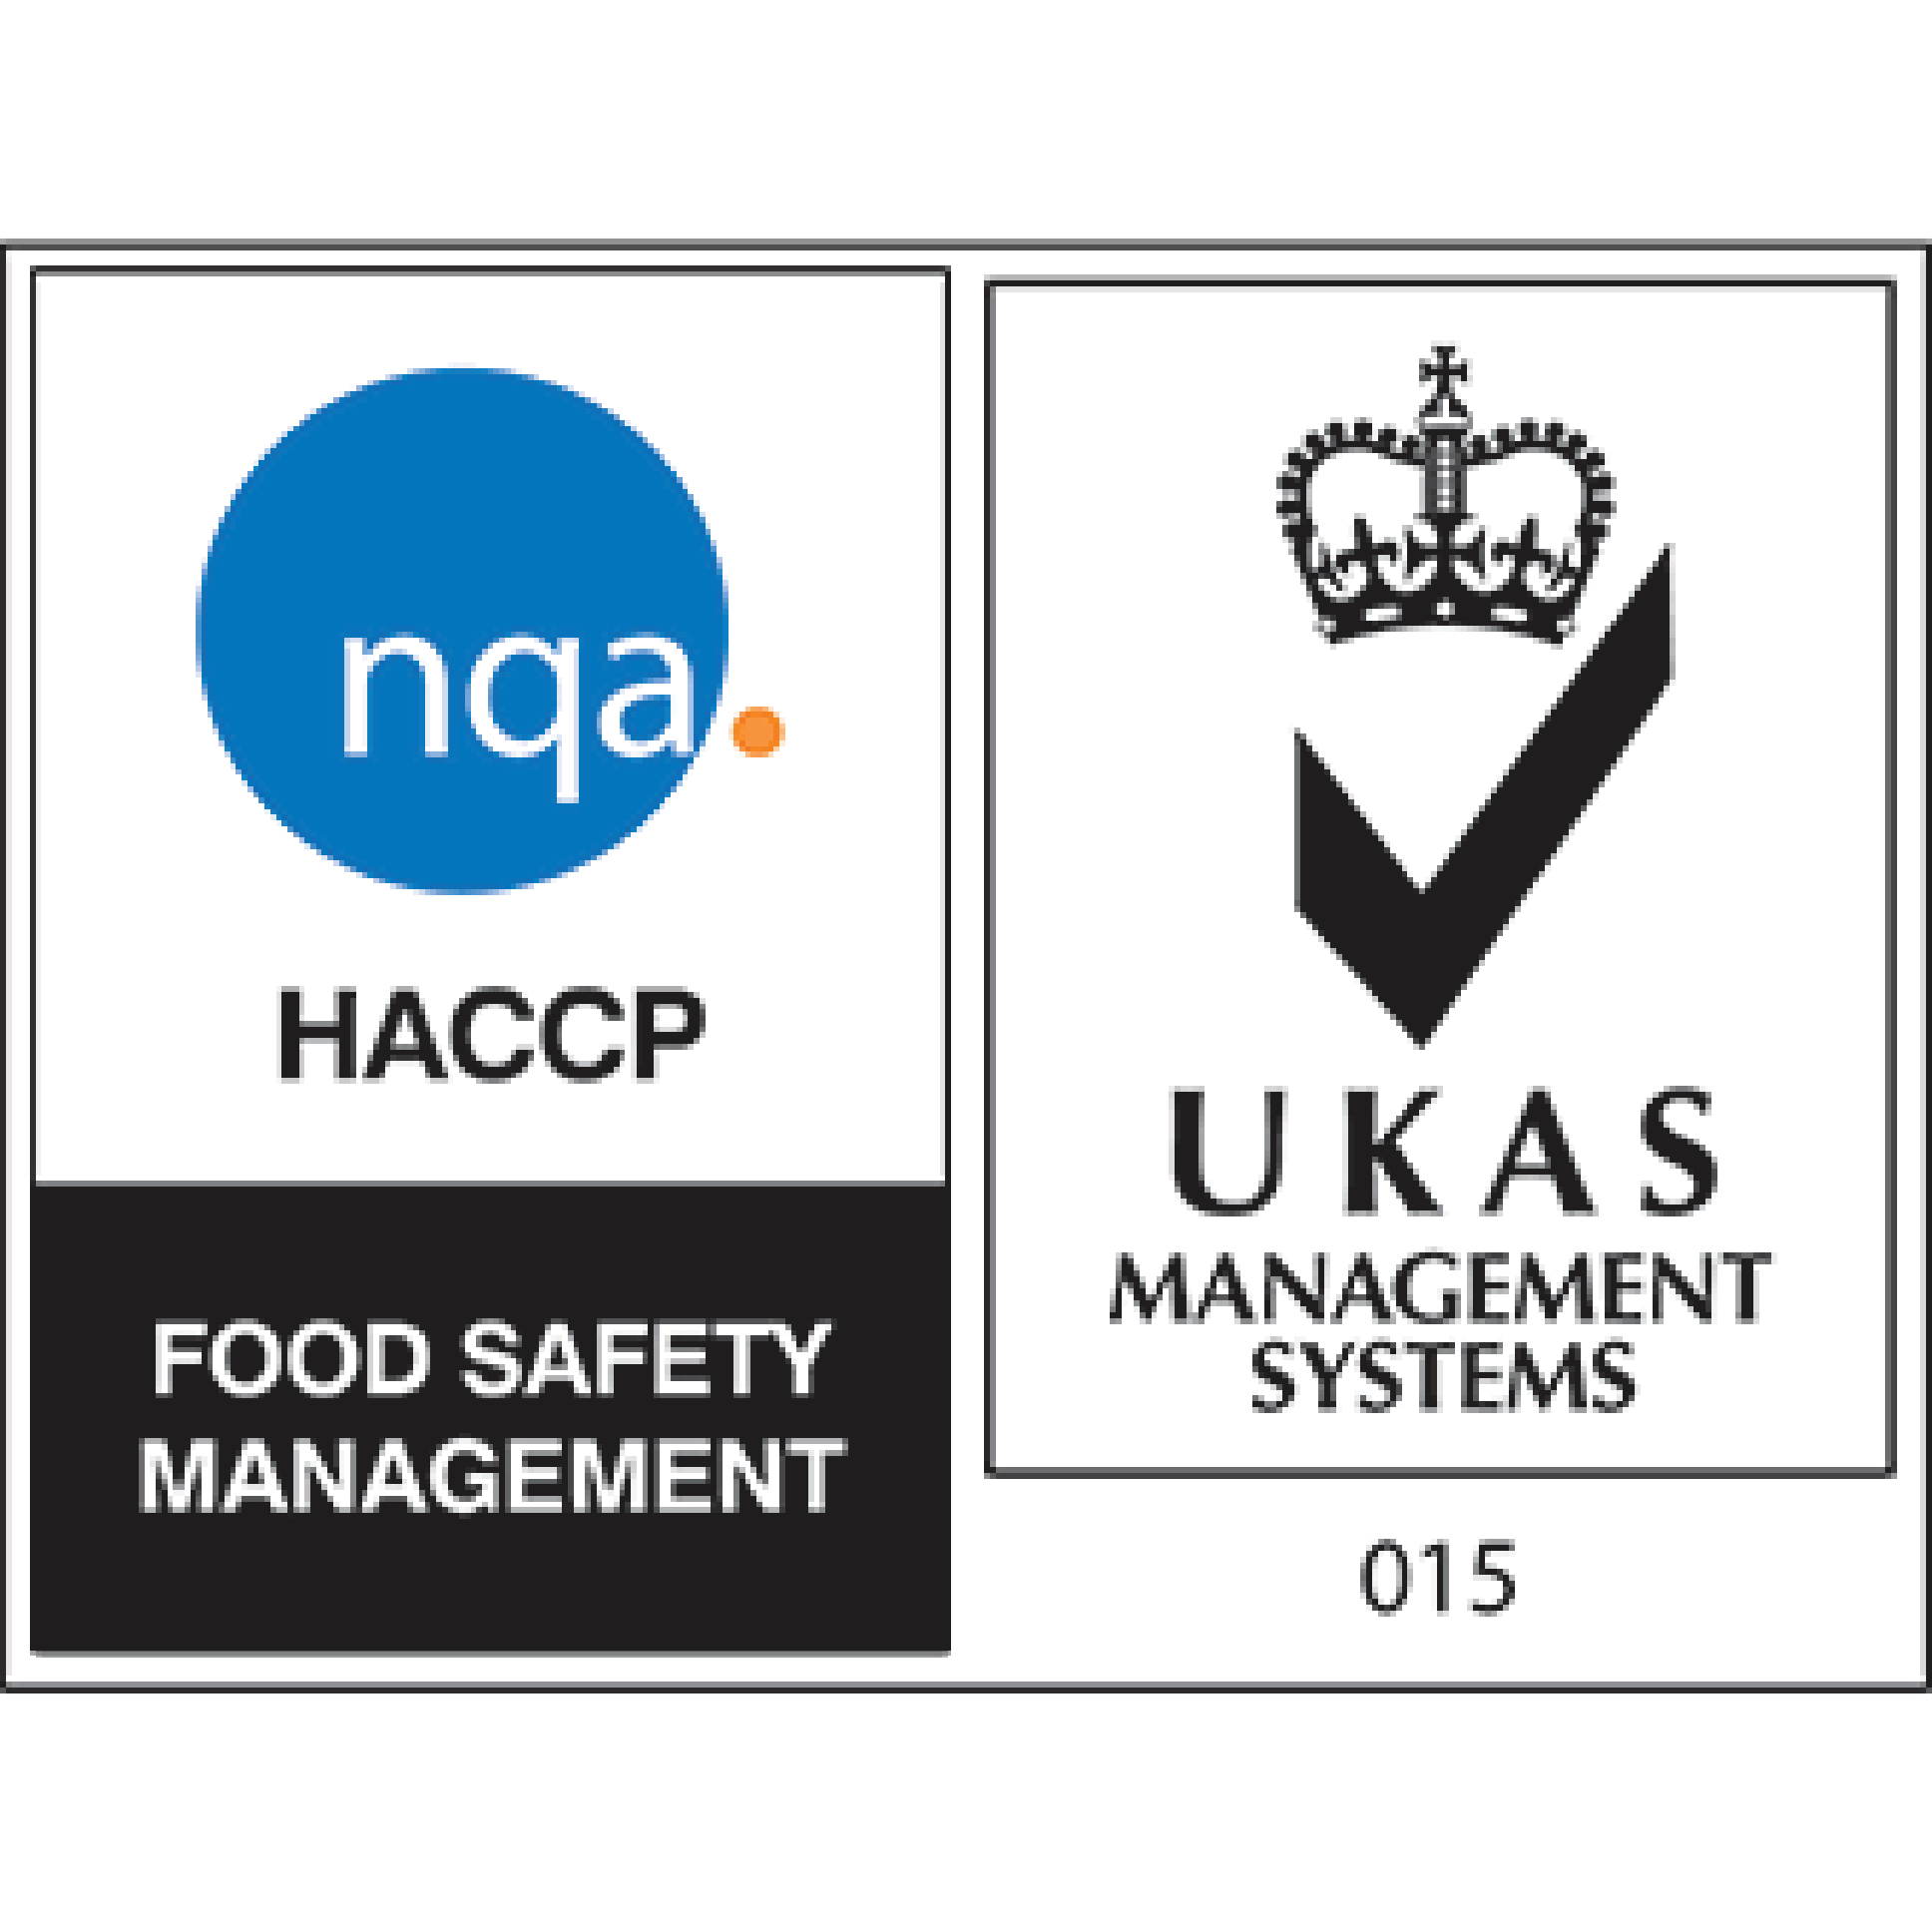 nqa.
HACCP
FOOD SAFETY
MANAGEMENT
UKAS
MANAGEMENT
SYSTEMS
015